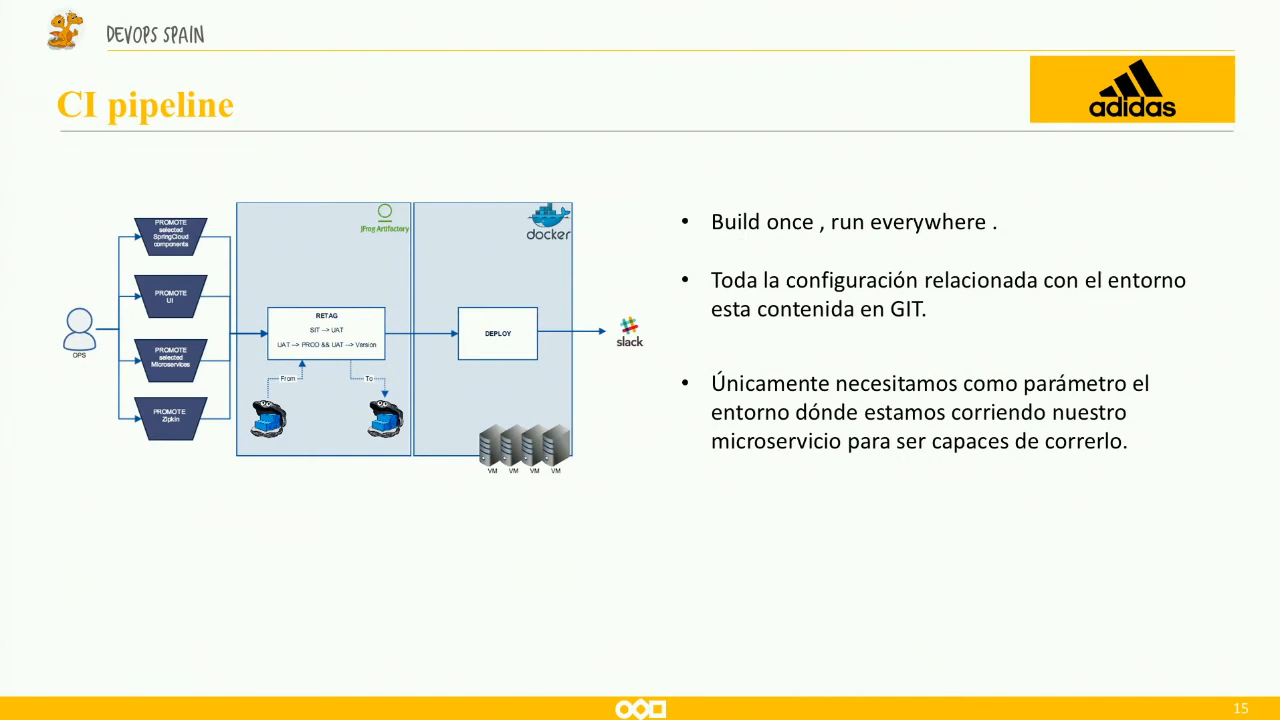 DEVOPS SPAIN
CI pipeline
adidas
PROMOTE
selected
SpringCloud
components
PROMOTE
UI
PROMOTE
selected
Microservices
PROMOTE
Zipkin
OPS
JFrog Artifactory
RETAG
SIT --> UAT
UAT --> PROD && UAT --> Version
From
To
docker
DEPLOY
VM VM VM VM
slack
• Build once , run everywhere .
• Toda la configuración relacionada con el entorno
esta contenida en GIT.
• Únicamente necesitamos como parámetro el
entorno dónde estamos corriendo nuestro
microservicio para ser capaces de correrlo.
15